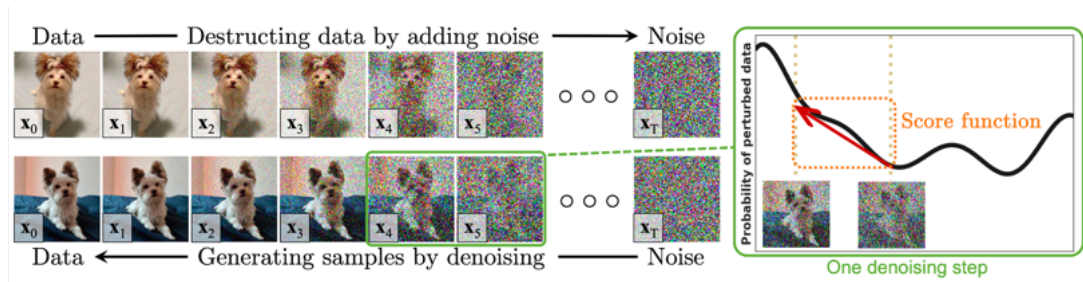 Data Destructing data by adding noise Noise
x0 x1 x2 x3 x4 x5 xT
x0 x1 x2 x3 x4 x5 xT
Data Generating samples by denoising Noise
Probability of perturbed data
Score function
One denoising step